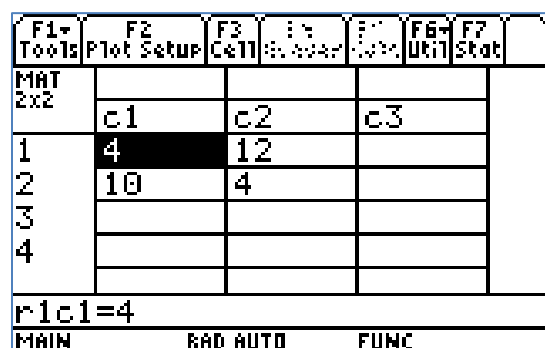 F1 F2 F3 F6 F7
Tools Plot Setup Cell Util Stat
MAT
2x2
c1 c2 c3
1 4 12
2 10 4
3
4
r1c1=4
MAIN RAD AUTO FUNC